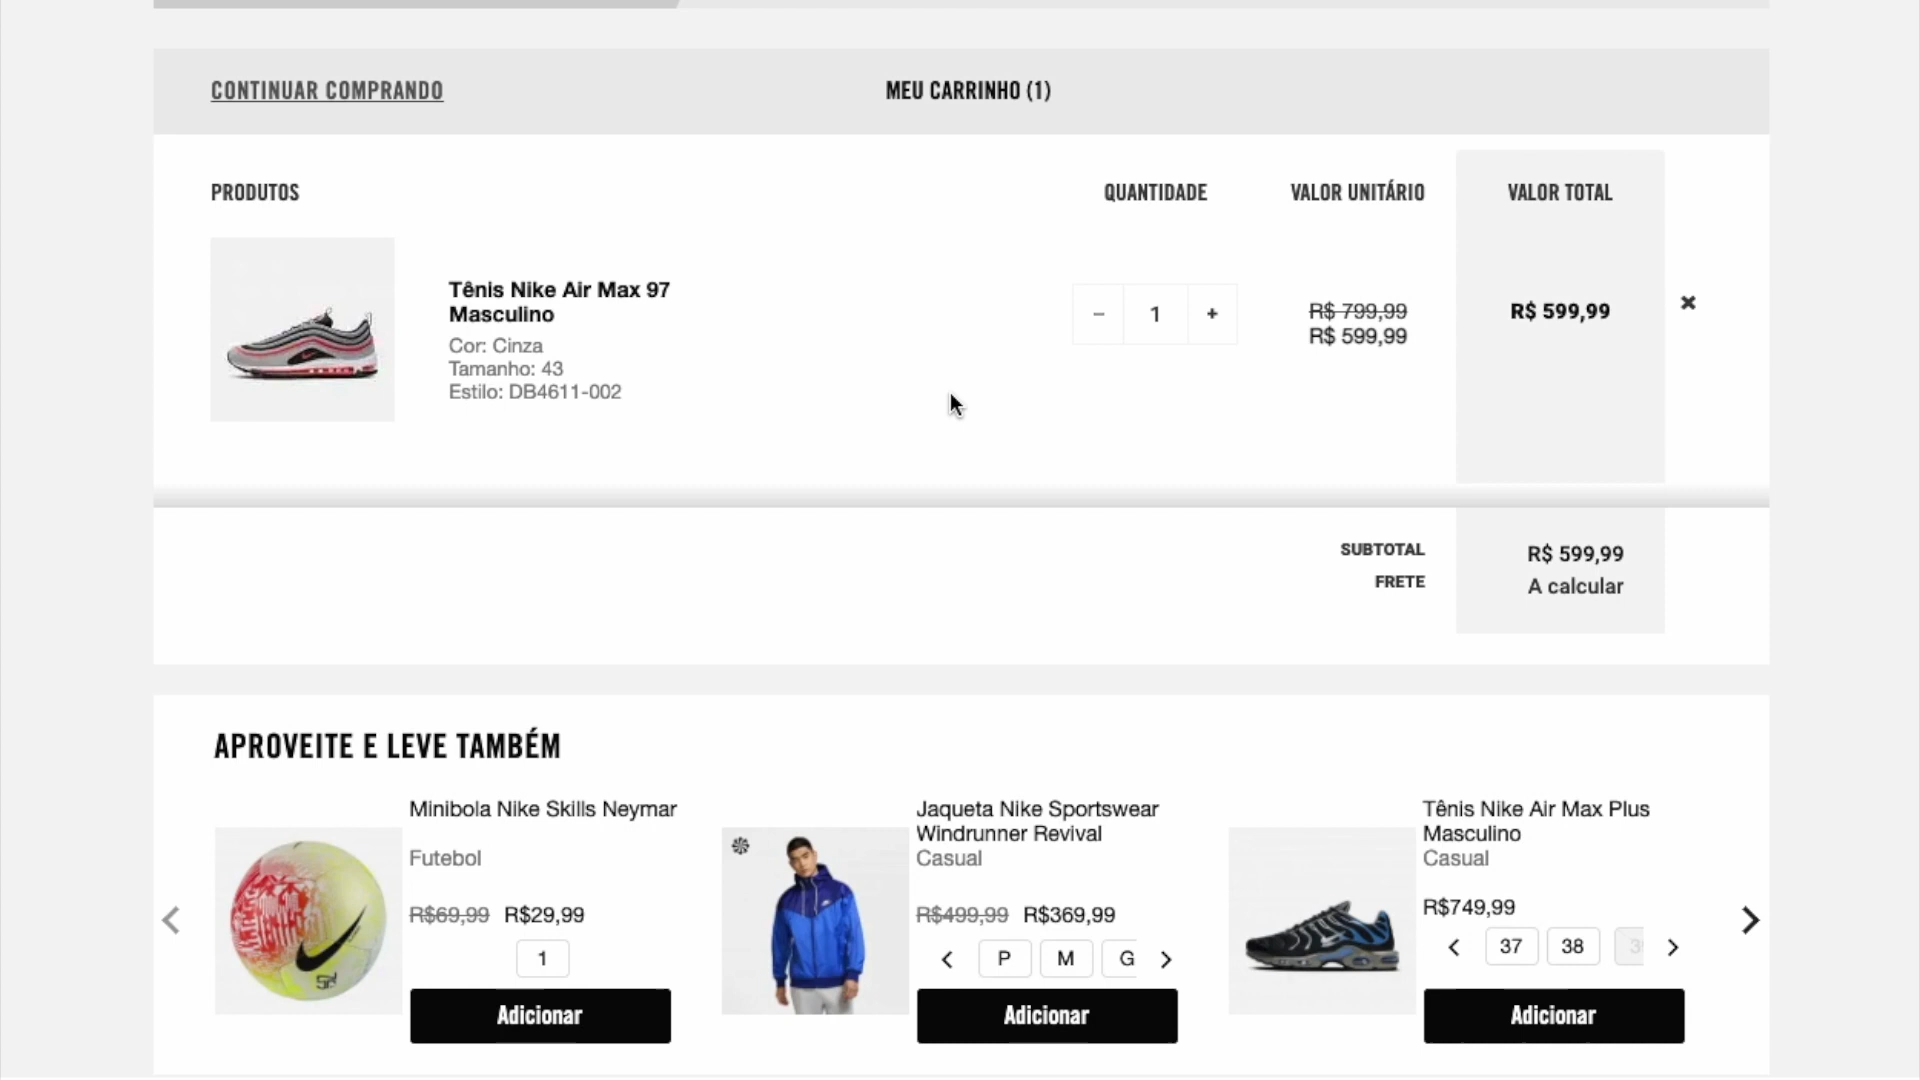 CONTINUAR COMPRANDO
MEU CARRINHO (1)
PRODUTOS
QUANTIDADE
VALOR UNITÁRIO
VALOR TOTAL
Tênis Nike Air Max 97
Masculino
Cor: Cinza
Tamanho: 43
Estilo: DB4611-002
− 1 +
R$ 799,99
R$ 599,99
R$ 599,99
SUBTOTAL
R$ 599,99
FRETE
A calcular
APROVEITE E LEVE TAMBÉM
Minibola Nike Skills Neymar
Futebol
R$69,99 R$29,99
1
Adicionar
Jaqueta Nike Sportswear
Windrunner Revival
Casual
R$499,99 R$369,99
P M G
Adicionar
Tênis Nike Air Max Plus
Masculino
Casual
R$749,99
37 38
Adicionar